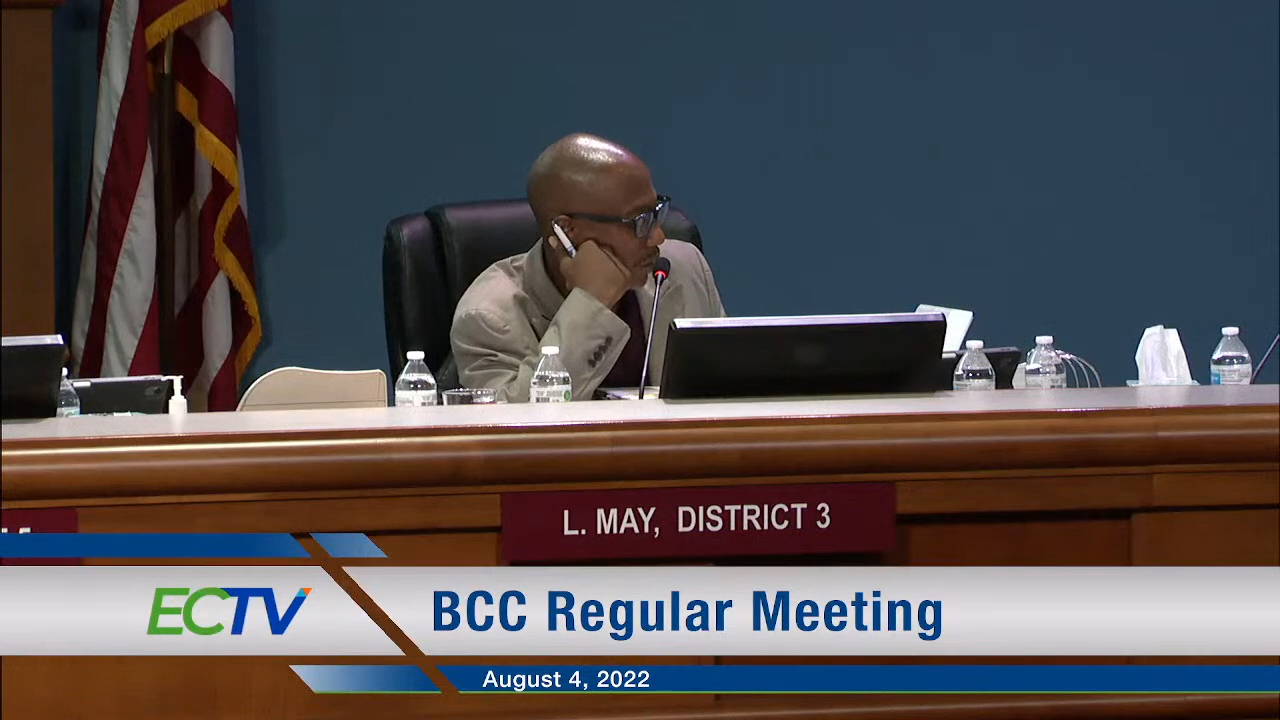 L. MAY, DISTRICT 3
ECTV
BCC Regular Meeting
August 4, 2022